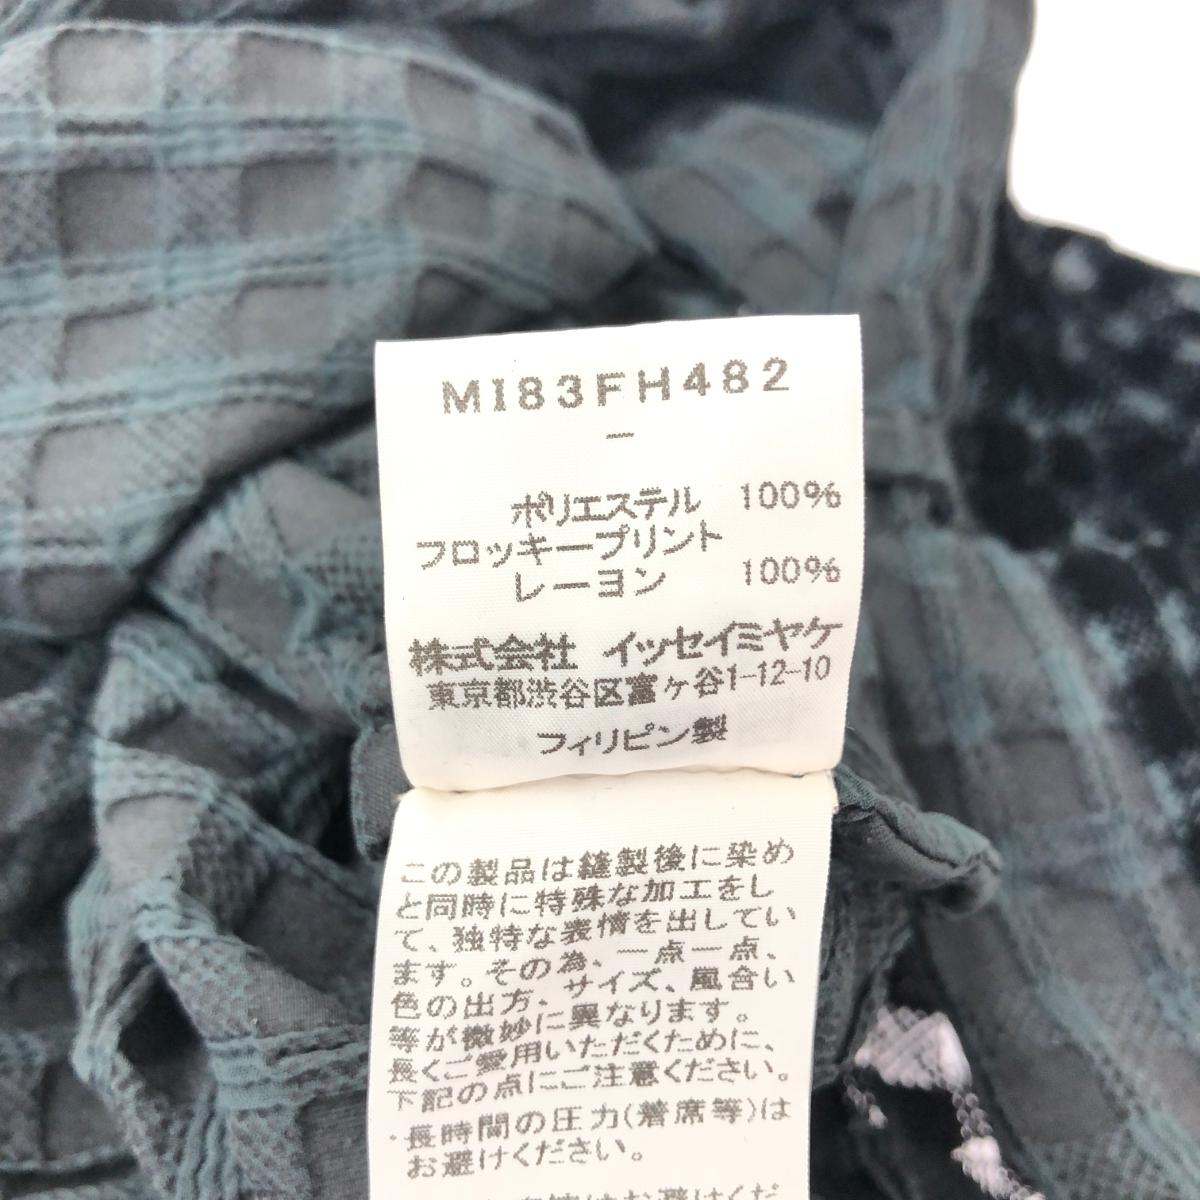 MI83FH482
-
ポリエステル 100%
フロッキープリント
レーヨン 100%
株式会社 イッセイミヤケ
東京都渋谷区富ヶ谷1-12-10
フィリピン製
この製品は縫製後に染め
と同時に特殊な加工をし
て、独特な表情を出してい
ます。その為、一点一点、
色の出方、サイズ、風合い
等が微妙に異なります。
長くご愛用いただくために、
下記の点にご注意ください。
・長時間の圧力(着席等)は
お避けください。
はお避けくだ